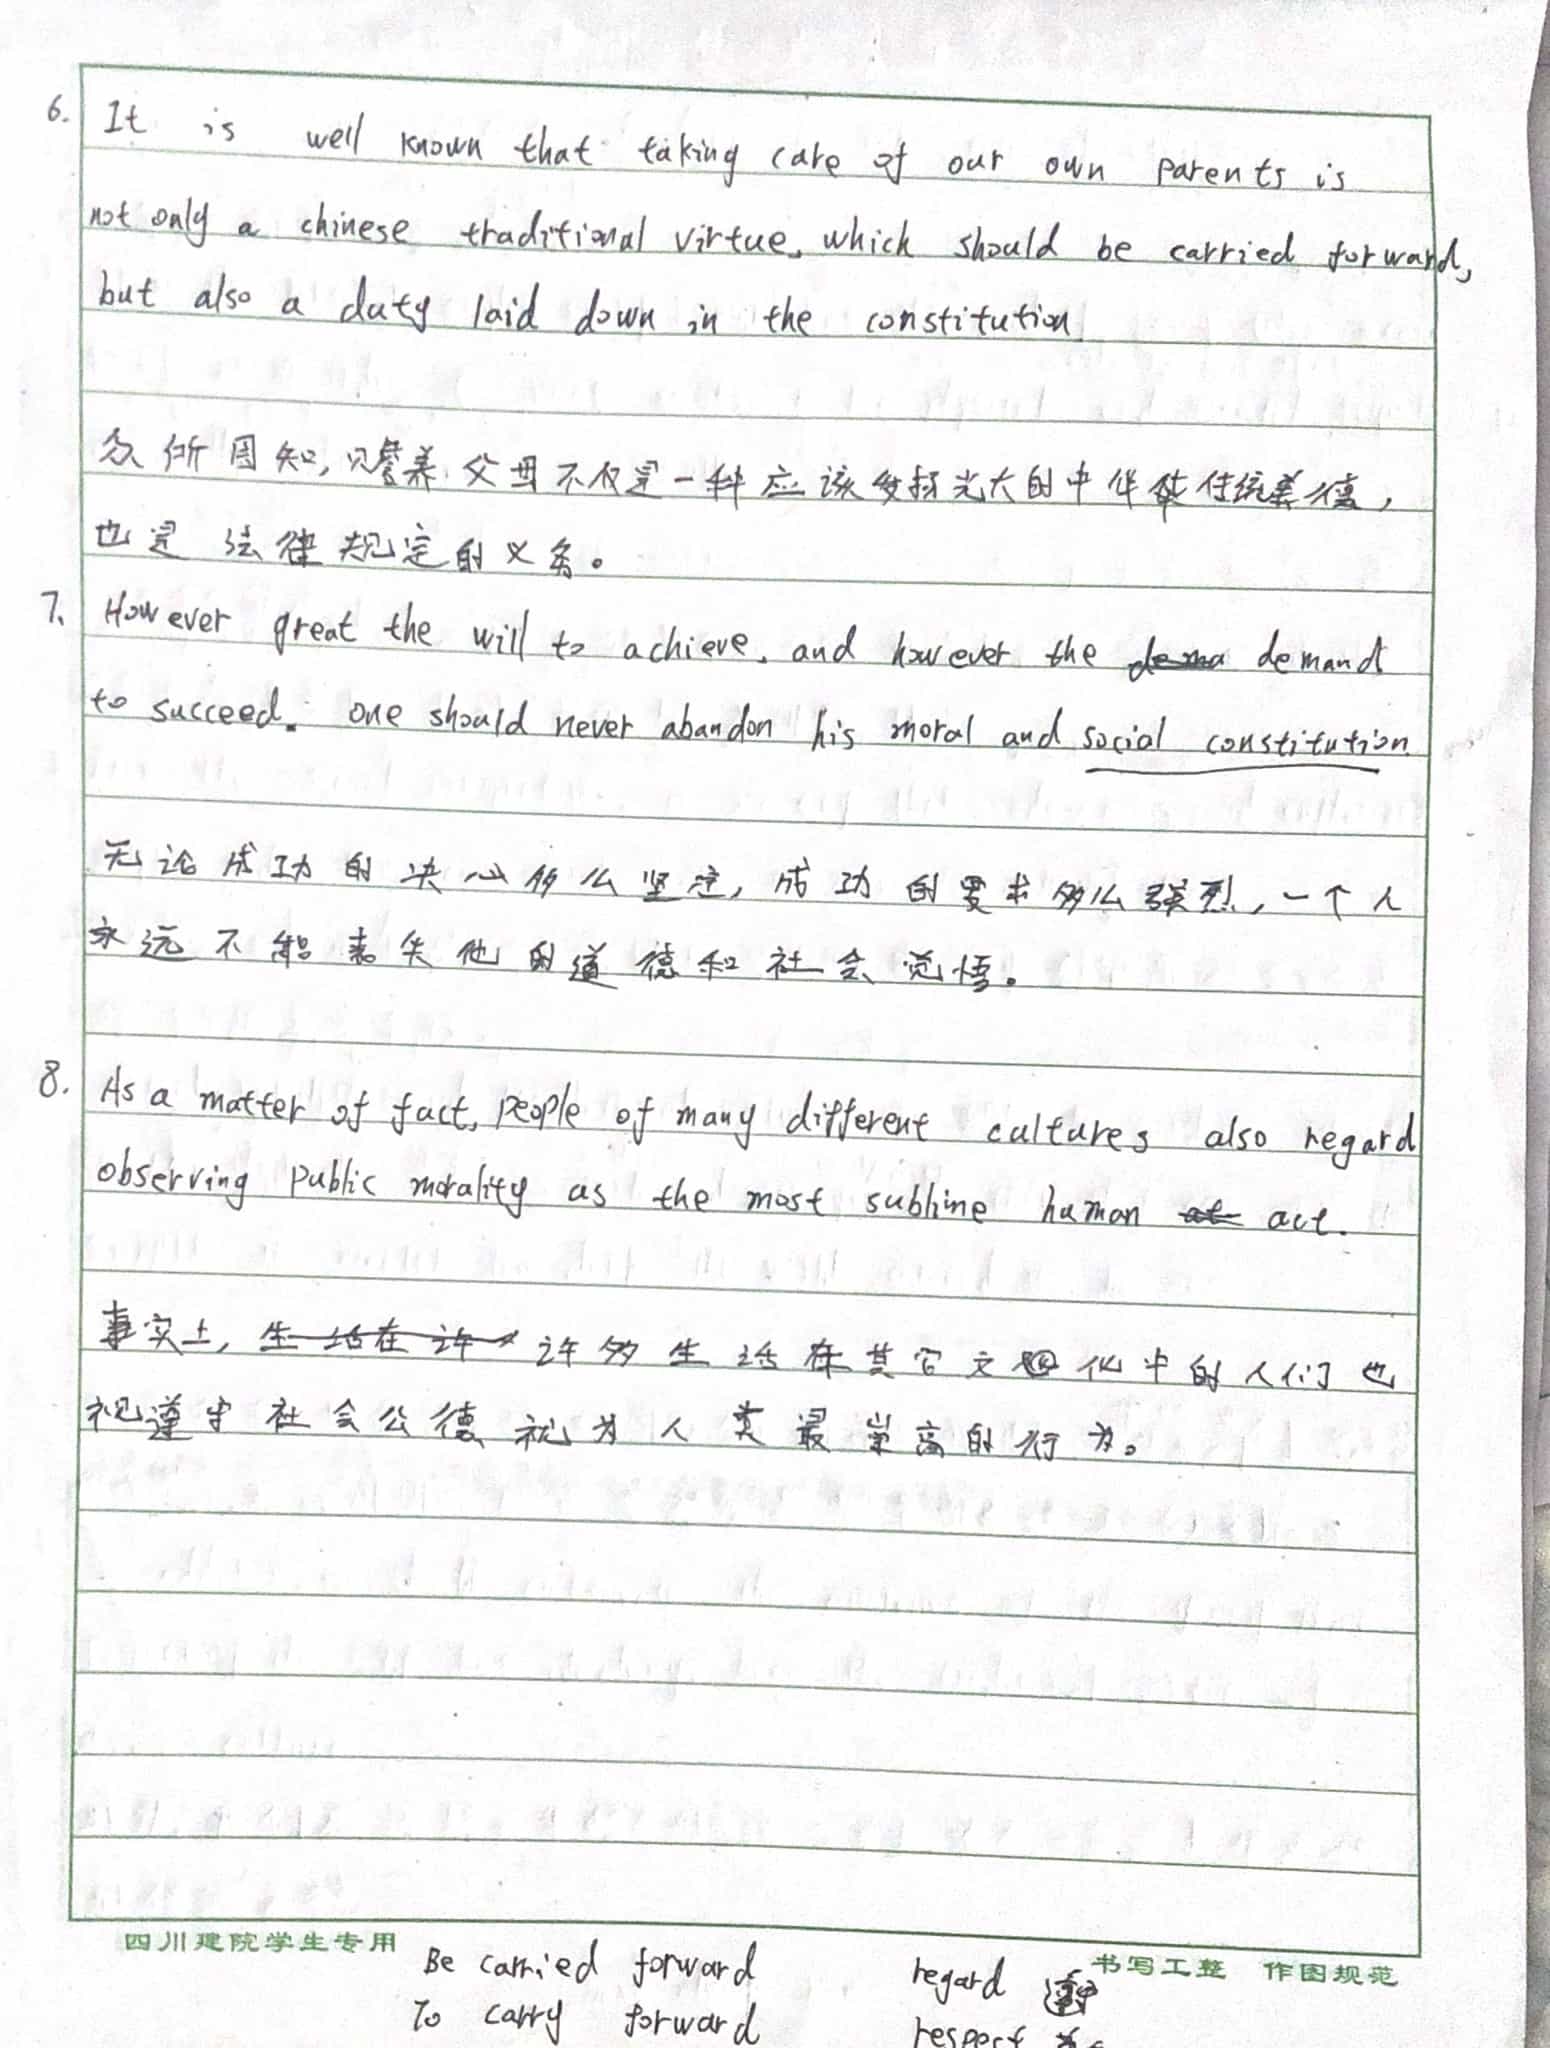 6. It is well known that taking care of our own parents is
not only a chinese traditional virtue, which should be carried forward,
but also a duty laid down in the constitution
众所周知,赡养父母不仅是一种应该发扬光大的中华传统美德,
也是法律规定的义务。
7. However great the will to achieve, and however the demand
to succeed. one should never abandon his moral and social constitution.
无论成功的决心多么坚定,成功的要求多么强烈,一个人
永远不能丧失他的道德和社会觉悟。
8. As a matter of fact, people of many different cultures also regard
observing public morality as the most sublime human act.
事实上,生活在许 许多生活在其它文化中的人们也
视遵守社会公德视为人类最崇高的行为。
四川建院学生专用
书写工整 作图规范
Be carried forward
regard
To carry forward
respect